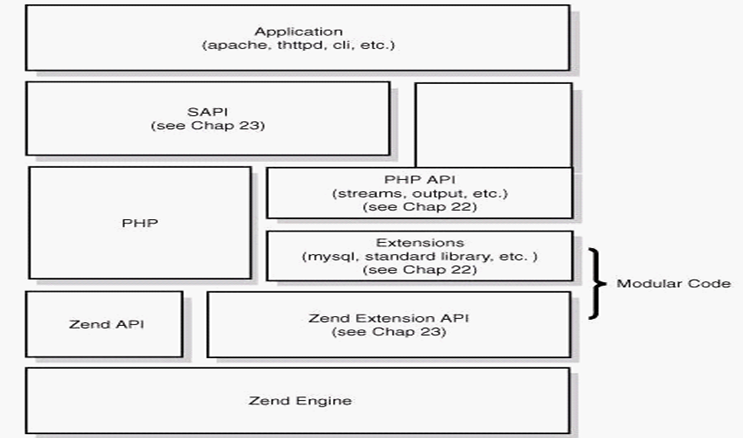 Application
(apache, thttpd, cli, etc.)
SAPI
(see Chap 23)
PHP API
(streams, output, etc.)
(see Chap 22)
PHP
Extensions
(mysql, standard library, etc. )
(see Chap 22)
Modular Code
Zend API
Zend Extension API
(see Chap 23)
Zend Engine